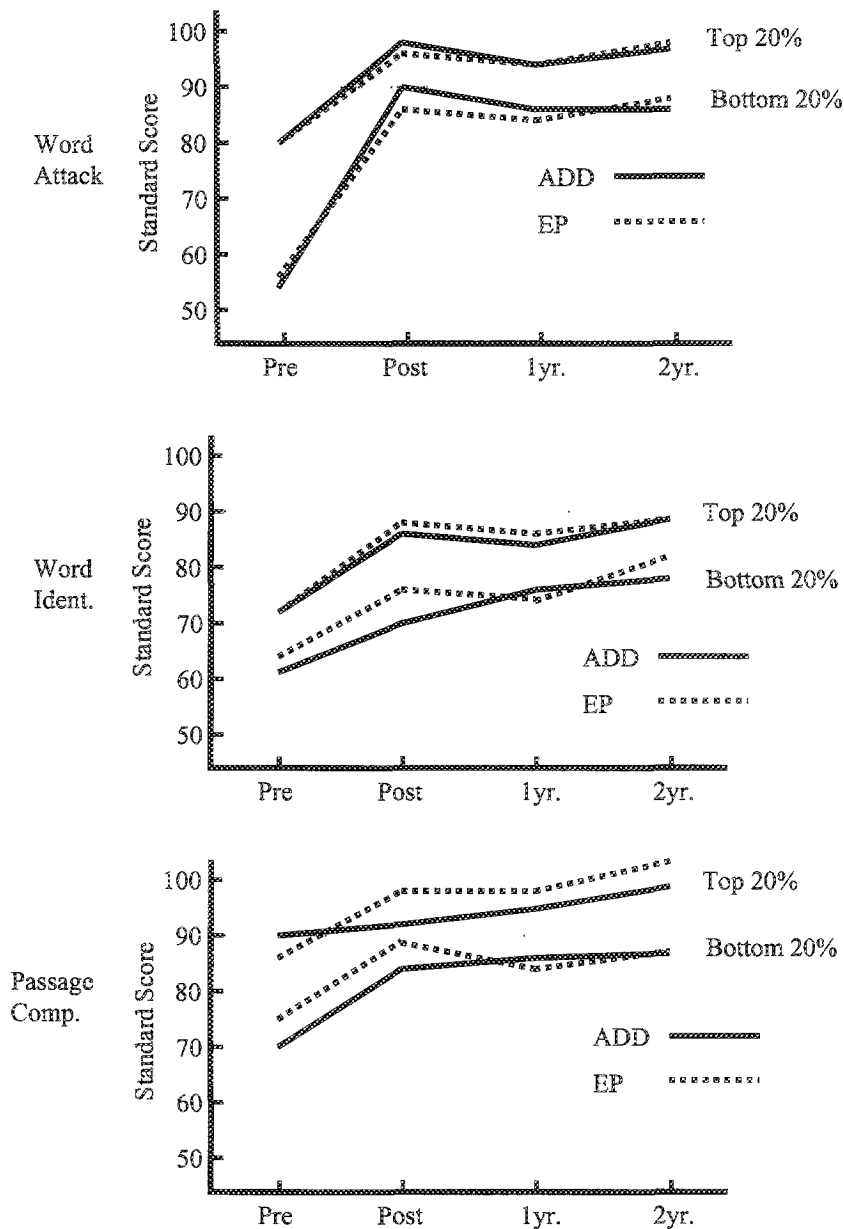 100
90
80
70
60
50
Standard Score
Word
Attack
Top 20%
Bottom 20%
ADD
EP
Pre Post 1yr. 2yr.
100
90
80
70
60
50
Standard Score
Word
Ident.
Top 20%
Bottom 20%
ADD
EP
Pre Post 1yr. 2yr.
100
90
80
70
60
50
Standard Score
Passage
Comp.
Top 20%
Bottom 20%
ADD
EP
Pre Post 1yr. 2yr.